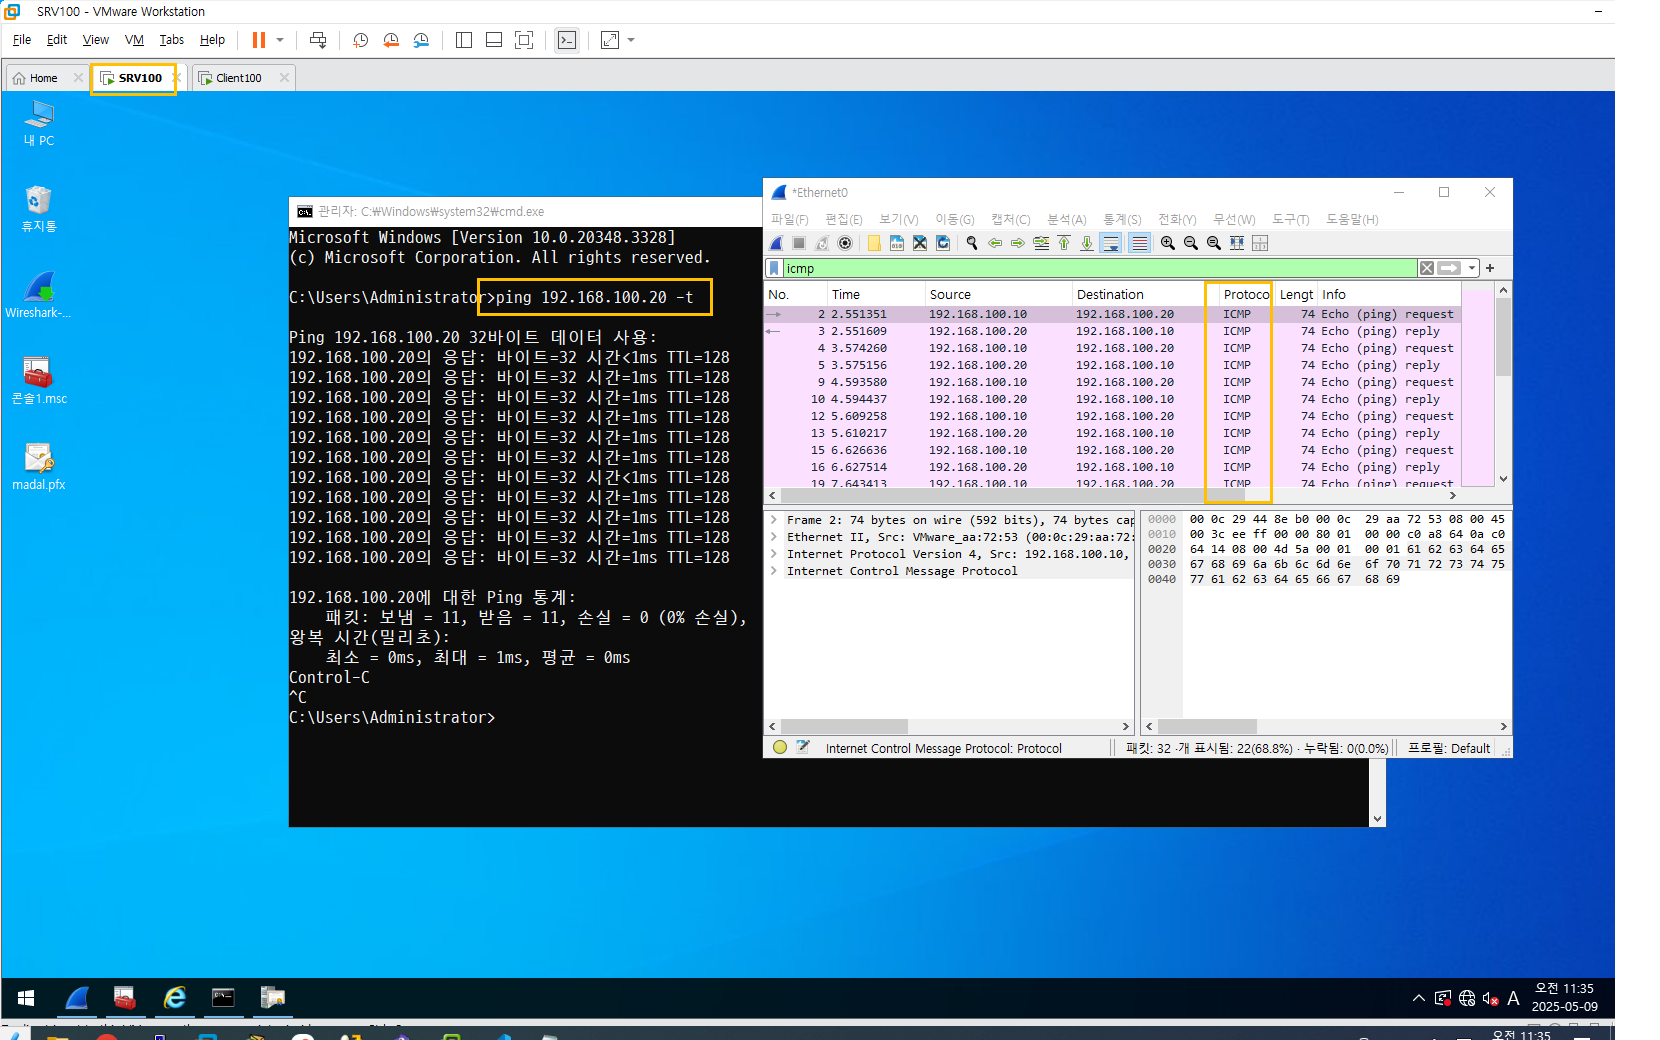 SRV100 - VMware Workstation
File Edit View VM Tabs Help
Home SRV100 Client100
내 PC
휴지통
Wireshark-...
콘솔1.msc
madal.pfx
관리자: C:\Windows\system32\cmd.exe
Microsoft Windows [Version 10.0.20348.3328]
(c) Microsoft Corporation. All rights reserved.
C:\Users\Administrator>ping 192.168.100.20 -t
Ping 192.168.100.20 32바이트 데이터 사용:
192.168.100.20의 응답: 바이트=32 시간<1ms TTL=128
192.168.100.20의 응답: 바이트=32 시간=1ms TTL=128
192.168.100.20의 응답: 바이트=32 시간=1ms TTL=128
192.168.100.20의 응답: 바이트=32 시간=1ms TTL=128
192.168.100.20의 응답: 바이트=32 시간=1ms TTL=128
192.168.100.20의 응답: 바이트=32 시간=1ms TTL=128
192.168.100.20의 응답: 바이트=32 시간<1ms TTL=128
192.168.100.20의 응답: 바이트=32 시간=1ms TTL=128
192.168.100.20의 응답: 바이트=32 시간=1ms TTL=128
192.168.100.20의 응답: 바이트=32 시간=1ms TTL=128
192.168.100.20의 응답: 바이트=32 시간=1ms TTL=128
192.168.100.20에 대한 Ping 통계:
패킷: 보냄 = 11, 받음 = 11, 손실 = 0 (0% 손실),
왕복 시간(밀리초):
최소 = 0ms, 최대 = 1ms, 평균 = 0ms
Control-C
^C
C:\Users\Administrator>
*Ethernet0
파일(F) 편집(E) 보기(V) 이동(G) 캡처(C) 분석(A) 통계(S) 전화(Y) 무선(W) 도구(T) 도움말(H)
icmp
No. Time Source Destination Protoco Lengt Info
2 2.551351 192.168.100.10 192.168.100.20 ICMP 74 Echo (ping) request
3 2.551609 192.168.100.20 192.168.100.10 ICMP 74 Echo (ping) reply
4 3.574260 192.168.100.10 192.168.100.20 ICMP 74 Echo (ping) request
5 3.575156 192.168.100.20 192.168.100.10 ICMP 74 Echo (ping) reply
9 4.593580 192.168.100.10 192.168.100.20 ICMP 74 Echo (ping) request
10 4.594437 192.168.100.20 192.168.100.10 ICMP 74 Echo (ping) reply
12 5.609258 192.168.100.10 192.168.100.20 ICMP 74 Echo (ping) request
13 5.610217 192.168.100.20 192.168.100.10 ICMP 74 Echo (ping) reply
15 6.626636 192.168.100.10 192.168.100.20 ICMP 74 Echo (ping) request
16 6.627514 192.168.100.20 192.168.100.10 ICMP 74 Echo (ping) reply
19 7.643413 192.168.100.10 192.168.100.20 ICMP 74 Echo (ping) request
Frame 2: 74 bytes on wire (592 bits), 74 bytes cap
Ethernet II, Src: VMware_aa:72:53 (00:0c:29:aa:72:
Internet Protocol Version 4, Src: 192.168.100.10,
Internet Control Message Protocol
0000 00 0c 29 44 8e b0 00 0c 29 aa 72 53 08 00 45
0010 00 3c ee ff 00 00 80 01 00 00 c0 a8 64 0a c0
0020 64 14 08 00 4d 5a 00 01 00 01 61 62 63 64 65
0030 67 68 69 6a 6b 6c 6d 6e 6f 70 71 72 73 74 75
0040 77 61 62 63 64 65 66 67 68 69
Internet Control Message Protocol: Protocol 패킷: 32 ·개 표시됨: 22(68.8%) · 누락됨: 0(0.0%) 프로필: Default
A 오전 11:35
2025-05-09
오전 11:35